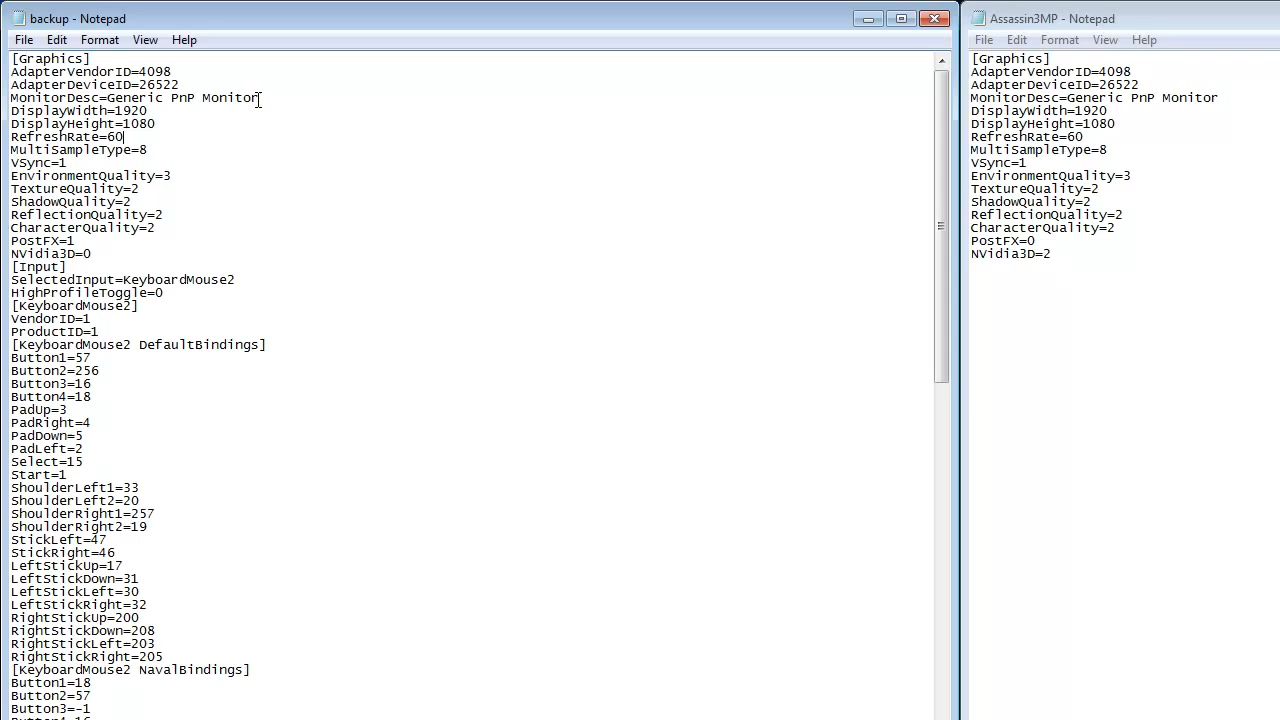 backup - Notepad
File Edit Format View Help
[Graphics]
AdapterVendorID=4098
AdapterDeviceID=26522
MonitorDesc=Generic PnP Monitor
DisplayWidth=1920
DisplayHeight=1080
RefreshRate=60
MultiSampleType=8
VSync=1
EnvironmentQuality=3
TextureQuality=2
ShadowQuality=2
ReflectionQuality=2
CharacterQuality=2
PostFX=1
NVidia3D=0
[Input]
SelectedInput=KeyboardMouse2
HighProfileToggle=0
[KeyboardMouse2]
VendorID=1
ProductID=1
[KeyboardMouse2 DefaultBindings]
Button1=57
Button2=256
Button3=16
Button4=18
PadUp=3
PadRight=4
PadDown=5
PadLeft=2
Select=15
Start=1
ShoulderLeft1=33
ShoulderLeft2=20
ShoulderRight1=257
ShoulderRight2=19
StickLeft=47
StickRight=46
LeftStickUp=17
LeftStickDown=31
LeftStickLeft=30
LeftStickRight=32
RightStickUp=200
RightStickDown=208
RightStickLeft=203
RightStickRight=205
[KeyboardMouse2 NavalBindings]
Button1=18
Button2=57
Button3=-1
Button4=16
Assassin3MP - Notepad
File Edit Format View Help
[Graphics]
AdapterVendorID=4098
AdapterDeviceID=26522
MonitorDesc=Generic PnP Monitor
DisplayWidth=1920
DisplayHeight=1080
RefreshRate=60
MultiSampleType=8
VSync=1
EnvironmentQuality=3
TextureQuality=2
ShadowQuality=2
ReflectionQuality=2
CharacterQuality=2
PostFX=0
NVidia3D=2